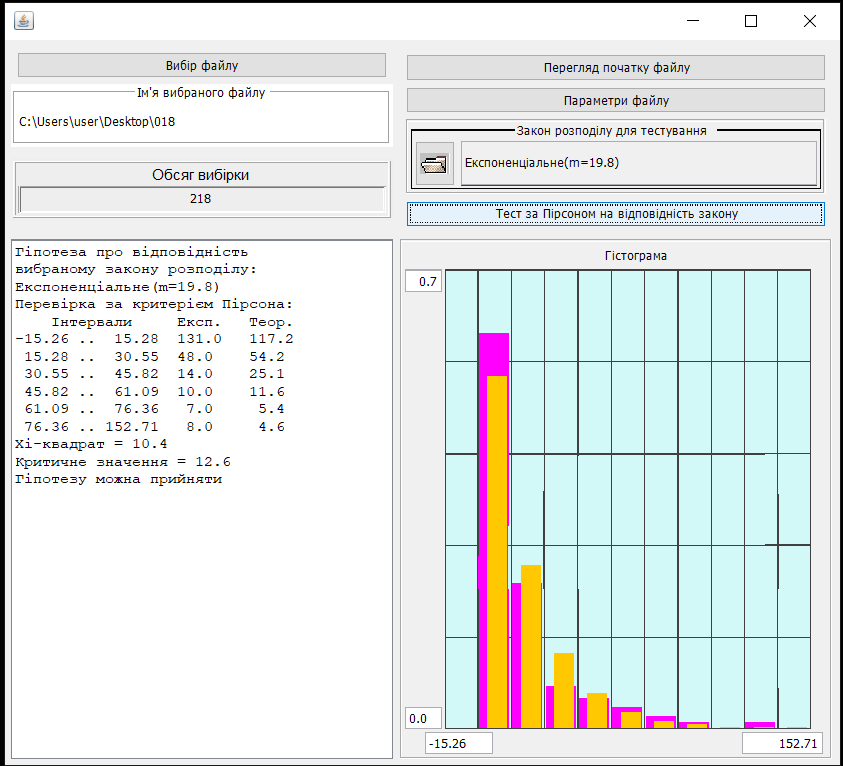 Вибір файлу
Ім'я вибраного файлу
C:\Users\user\Desktop\018
Обсяг вибірки
218
Перегляд початку файлу
Параметри файлу
Закон розподілу для тестування
Експоненціальне(m=19.8)
Тест за Пірсоном на відповідність закону
Гіпотеза про відповідність
вибраному закону розподілу:
Експоненціальне(m=19.8)
Перевірка за критерієм Пірсона:
Інтервали Експ. Теор.
-15.26 .. 15.28 131.0 117.2
15.28 .. 30.55 48.0 54.2
30.55 .. 45.82 14.0 25.1
45.82 .. 61.09 10.0 11.6
61.09 .. 76.36 7.0 5.4
76.36 .. 152.71 8.0 4.6
Хі-квадрат = 10.4
Критичне значення = 12.6
Гіпотезу можна прийняти
Гістограма
0.7
0.0
-15.26
152.71